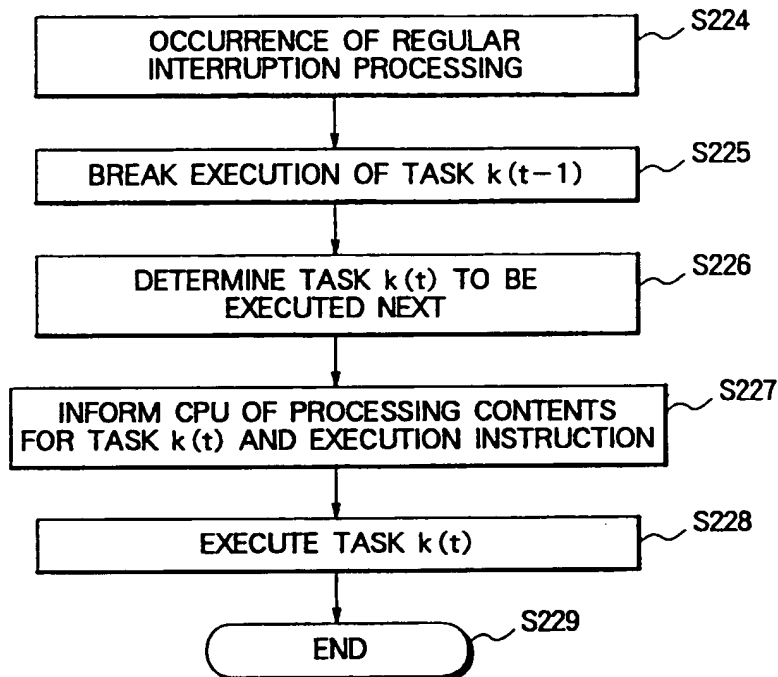 OCCURRENCE OF REGULAR
INTERRUPTION PROCESSING
S224
BREAK EXECUTION OF TASK k(t-1)
S225
DETERMINE TASK k(t) TO BE
EXECUTED NEXT
S226
INFORM CPU OF PROCESSING CONTENTS
FOR TASK k(t) AND EXECUTION INSTRUCTION
S227
EXECUTE TASK k(t)
S228
END
S229